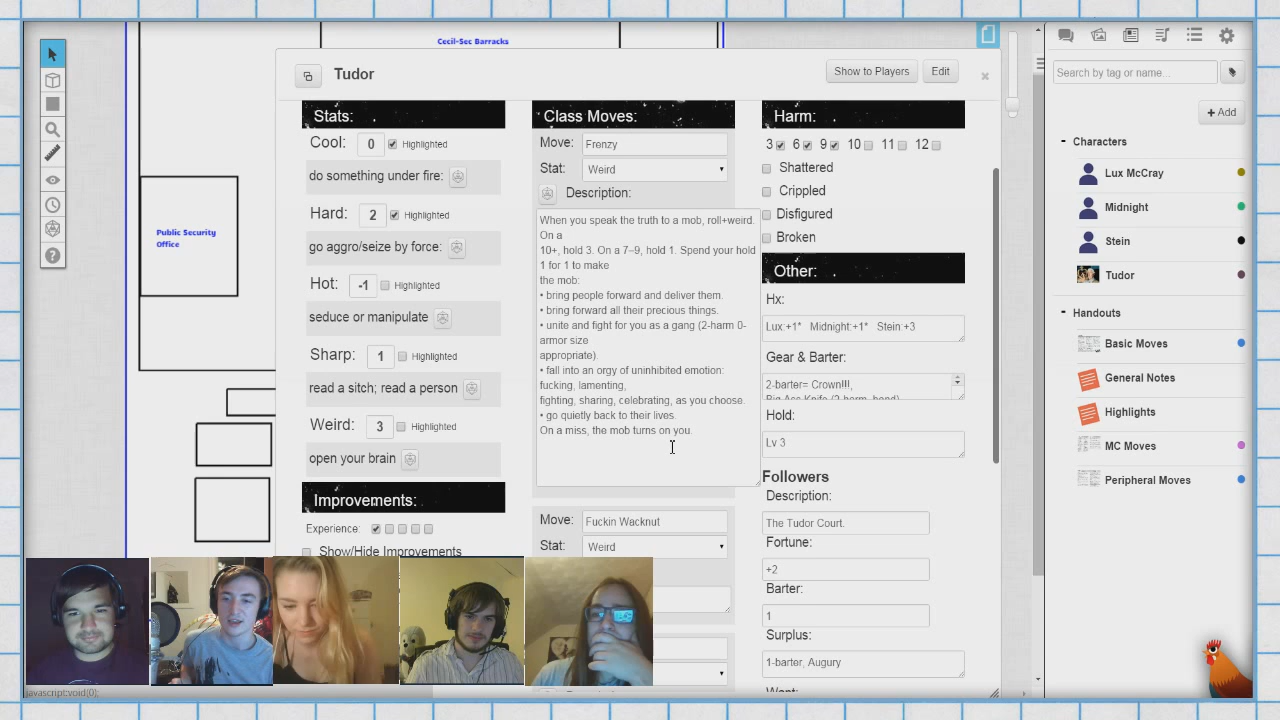 Cecil-Sec Barracks
Public Security
Office
Tudor
Show to Players
Edit
×
Stats:
Cool:
0
Highlighted
do something under fire:
Hard:
2
Highlighted
go aggro/seize by force:
Hot:
-1
Highlighted
seduce or manipulate
Sharp:
1
Highlighted
read a sitch; read a person
Weird:
3
Highlighted
open your brain
Improvements:
Experience:
Show/Hide Improvements
Class Moves:
Move:
Frenzy
Stat:
Weird
Description:
When you speak the truth to a mob, roll+weird.
On a
10+, hold 3. On a 7–9, hold 1. Spend your hold
1 for 1 to make
the mob:
• bring people forward and deliver them.
• bring forward all their precious things.
• unite and fight for you as a gang (2-harm 0-
armor size
appropriate).
• fall into an orgy of uninhibited emotion:
fucking, lamenting,
fighting, sharing, celebrating, as you choose.
• go quietly back to their lives.
On a miss, the mob turns on you.
Move:
Fuckin Wacknut
Stat:
Weird
Harm:
3 6 9 10 11 12
Shattered
Crippled
Disfigured
Broken
Other:
Hx:
Lux:+1* Midnight:+1* Stein +3
Gear & Barter:
2-barter= Crown!!!,
Big Ass Knife (2-harm, hand)
Hold:
Lv 3
Followers
Description:
The Tudor Court.
Fortune:
+2
Barter:
1
Surplus:
1-barter, Augury
Want:
Search by tag or name...
+ Add
- Characters
Lux McCray
Midnight
Stein
Tudor
- Handouts
Basic Moves
General Notes
Highlights
MC Moves
Peripheral Moves
javascript:void(0);